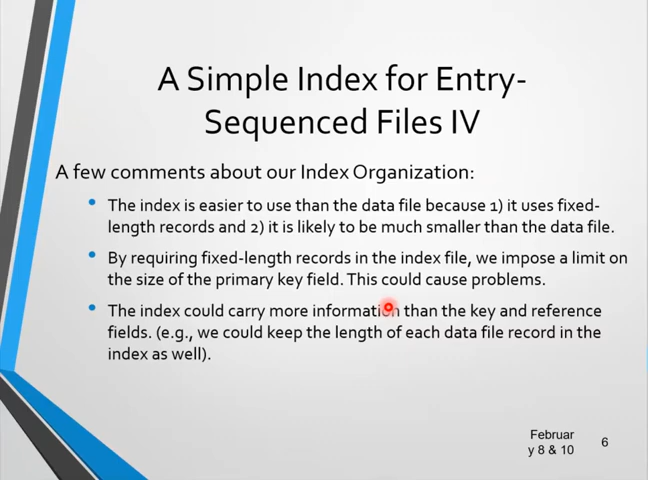 A Simple Index for Entry-
Sequenced Files IV
A few comments about our Index Organization:
• The index is easier to use than the data file because 1) it uses fixed-
length records and 2) it is likely to be much smaller than the data file.
• By requiring fixed-length records in the index file, we impose a limit on
the size of the primary key field. This could cause problems.
• The index could carry more information than the key and reference
fields. (e.g., we could keep the length of each data file record in the
index as well).
Februar
y 8 & 10
6